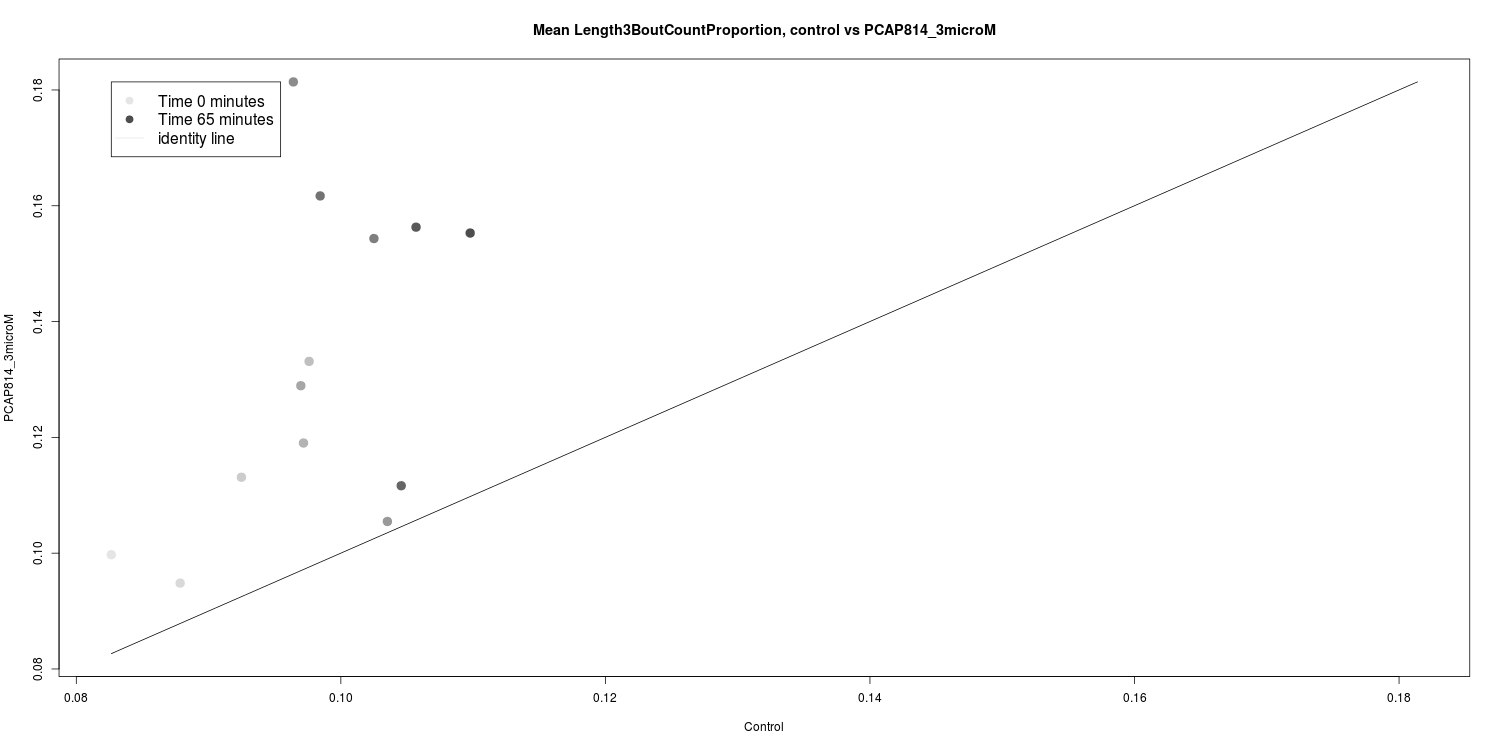 Mean Length3BoutCountProportion, control vs PCAP814_3microM
Time 0 minutes
Time 65 minutes
identity line
PCAP814_3microM
0.18
0.16
0.14
0.12
0.10
0.08
0.08 0.10 0.12 0.14 0.16 0.18
Control